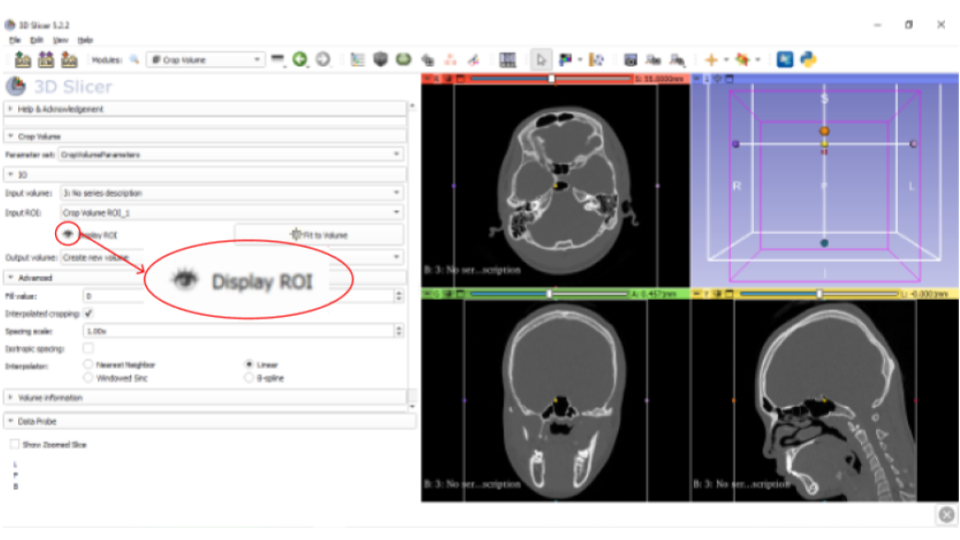 3D Slicer 5.2.2
File Edit View Help
Modules: Crop Volume
3D Slicer
Help & Acknowledgement
Crop Volume
Parameter set: CropVolumeParameters
IO
Input volume: 3: No series description
Input ROI: Crop Volume ROI_1
Display ROI Fit to Volume
Output volume: Create new volume
Display ROI
Advanced
Fill value: 0
Interpolated cropping:
Spacing scale: 1.00x
Isotropic spacing:
Interpolator: Nearest Neighbor Linear
Windowed Sinc B-spline
Volume information
Data Probe
Show Zoomed Slice
L
F
B
R S: 55.0000mm
B: 3: No ser...scription
1
S
R P L
I
G A: 0.457mm
B: 3: No ser...scription
Y L: -0.0001mm
B: 3: No ser...scription